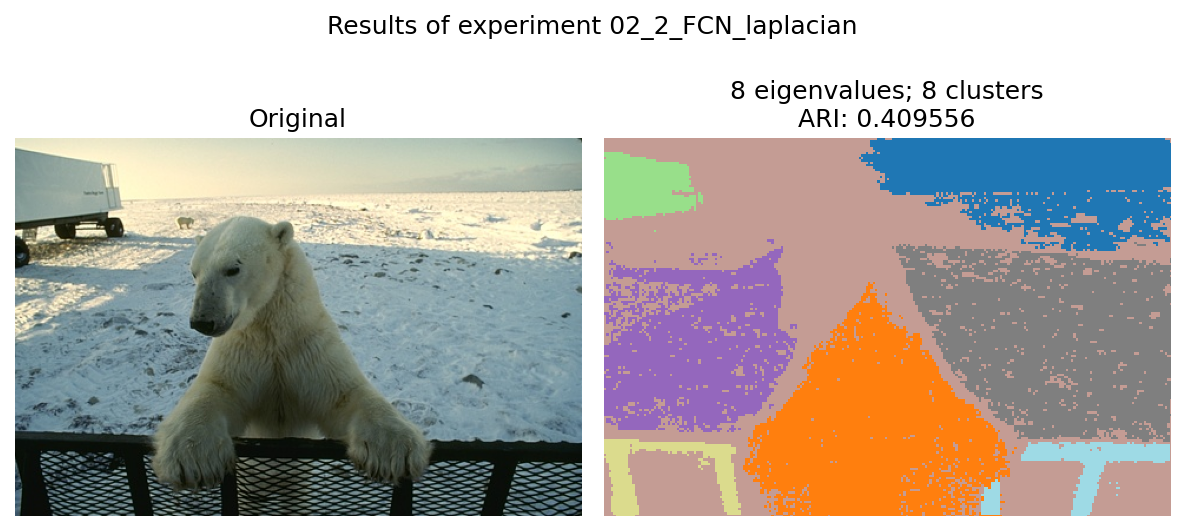 Results of experiment 02_2_FCN_laplacian
Original
8 eigenvalues; 8 clusters
ARI: 0.409556